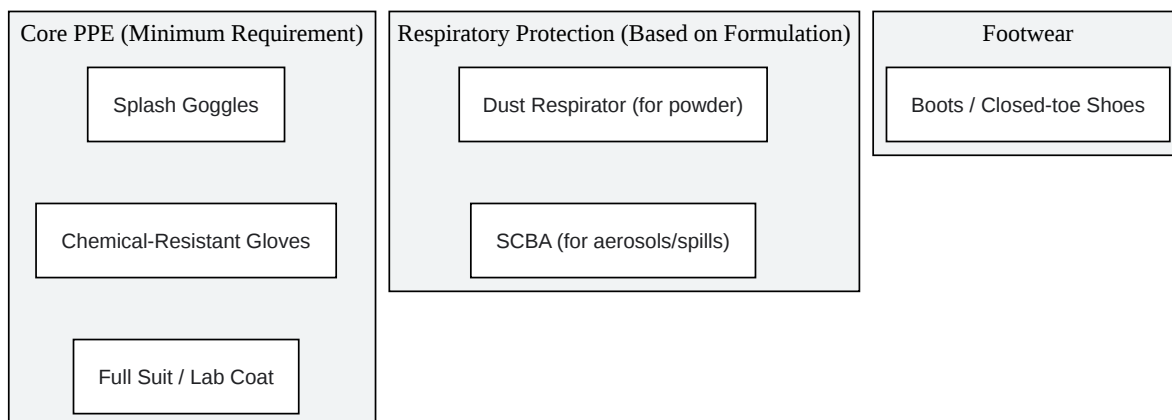 Core PPE (Minimum Requirement)
Splash Goggles
Chemical-Resistant Gloves
Full Suit / Lab Coat
Respiratory Protection (Based on Formulation)
Dust Respirator (for powder)
SCBA (for aerosols/spills)
Footwear
Boots / Closed-toe Shoes